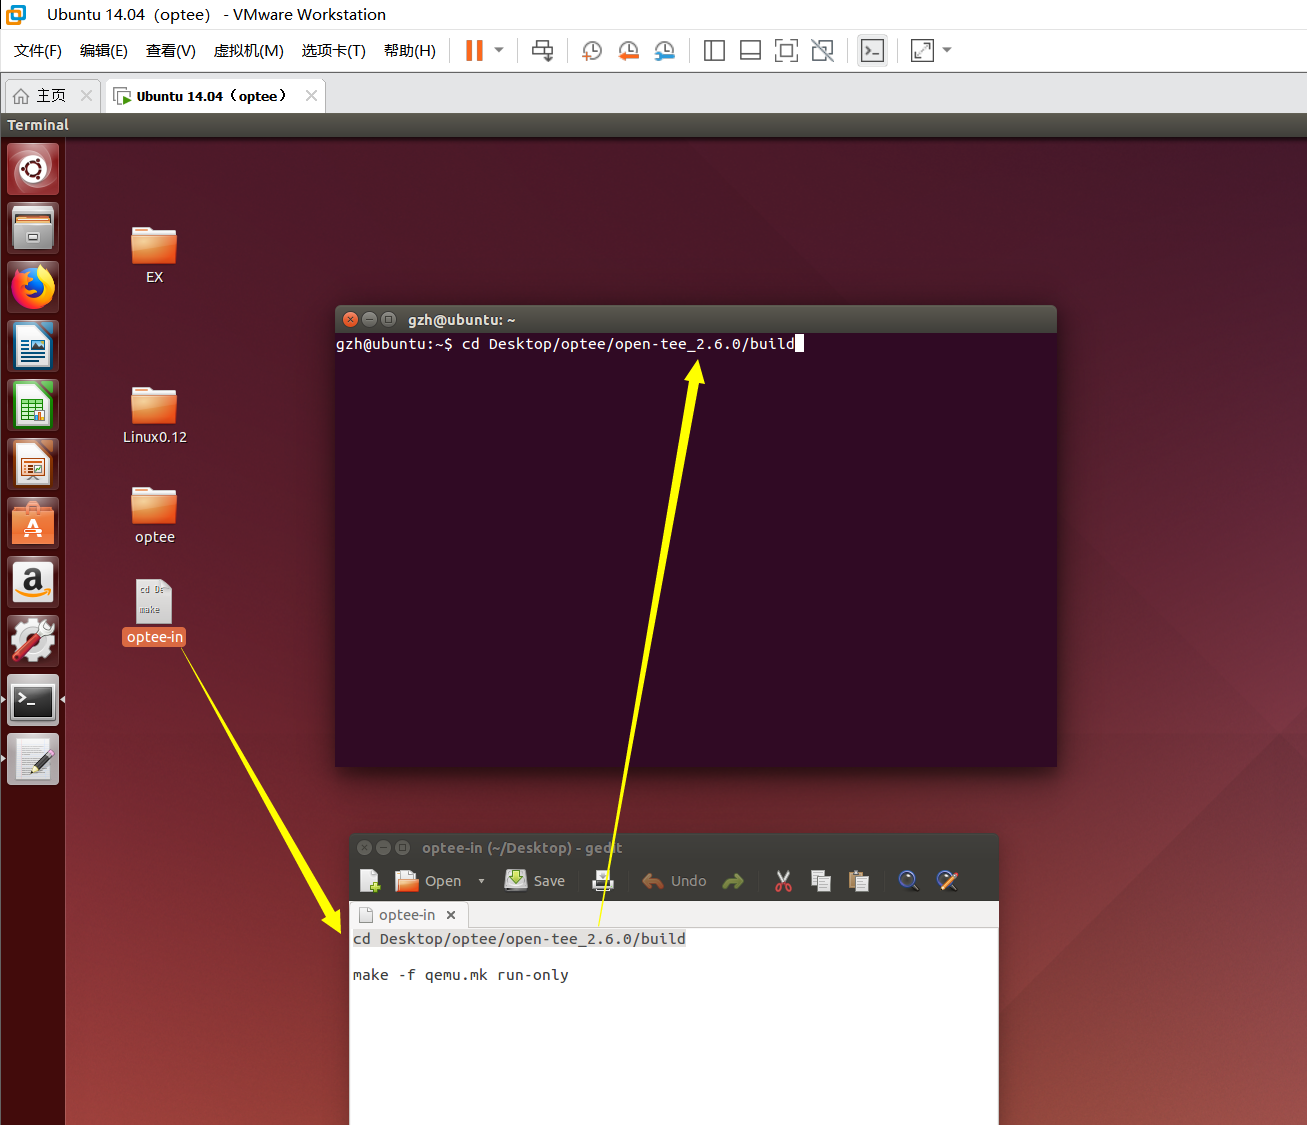 Ubuntu 14.04（optee） - VMware Workstation
文件(F) 编辑(E) 查看(V) 虚拟机(M) 选项卡(T) 帮助(H)
主页
Ubuntu 14.04（optee）
Terminal
EX
gzh@ubuntu: ~
gzh@ubuntu:~$ cd Desktop/optee/open-tee_2.6.0/build
Linux0.12
optee
cd De
make
optee-in
optee-in (~/Desktop) - gedit
Open Save Undo
optee-in
cd Desktop/optee/open-tee_2.6.0/build
make -f qemu.mk run-only